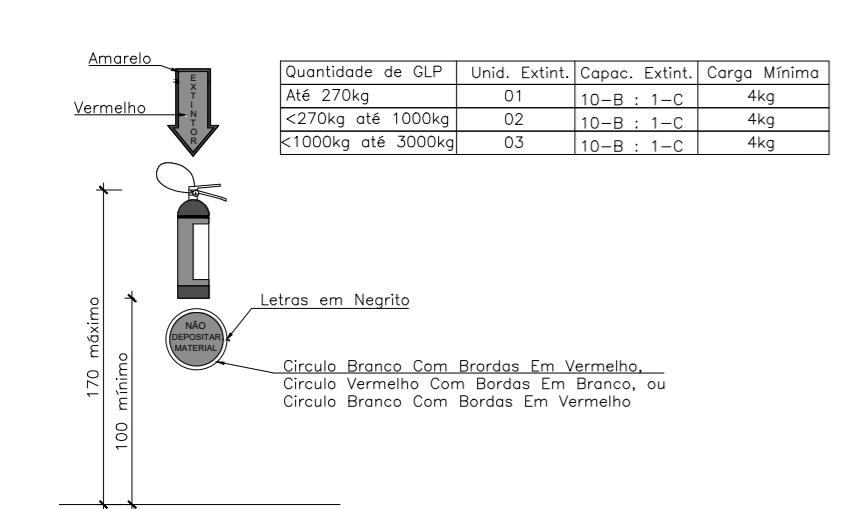 Amarelo
EXTINTOR
Vermelho
Quantidade de GLP Unid. Extint. Capac. Extint. Carga Mínima
Até 270kg 01 10-B : 1-C 4kg
<270kg até 1000kg 02 10-B : 1-C 4kg
<1000kg até 3000kg 03 10-B : 1-C 4kg
170 máximo
100 mínimo
Letras em Negrito
NÃO
DEPOSITAR
MATERIAL
Circulo Branco Com Brordas Em Vermelho,
Circulo Vermelho Com Bordas Em Branco, ou
Circulo Branco Com Bordas Em Vermelho